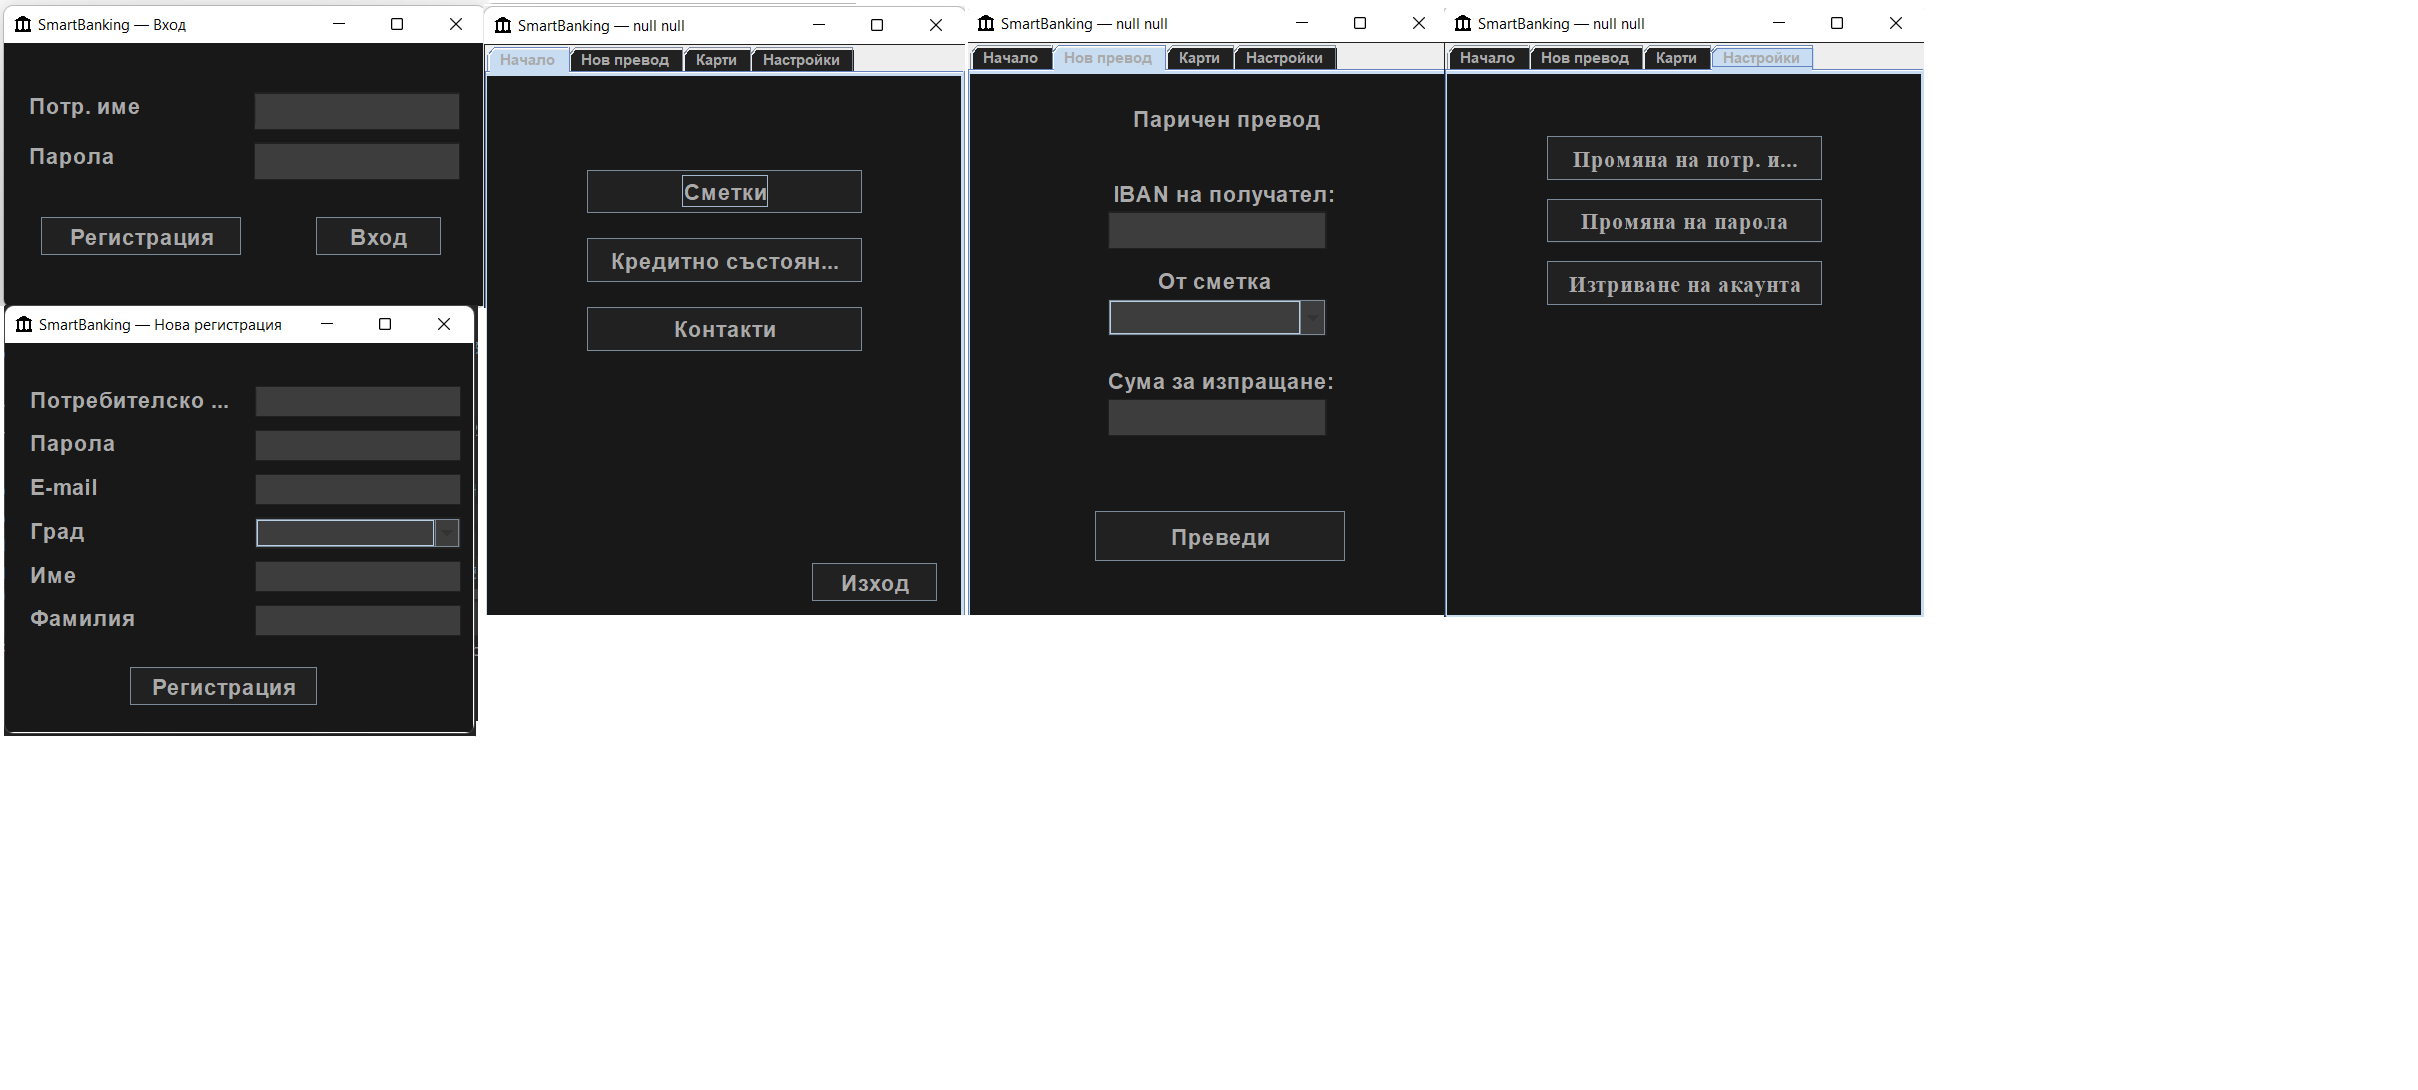 SmartBanking — Вход
Потр. име
Парола
Регистрация
Вход
SmartBanking — Нова регистрация
Потребителско ...
Парола
E-mail
Град
Име
Фамилия
Регистрация
SmartBanking — null null
Начало
Нов превод
Карти
Настройки
Сметки
Кредитно състоян...
Контакти
Изход
SmartBanking — null null
Начало
Нов превод
Карти
Настройки
Паричен превод
IBAN на получател:
От сметка
Сума за изпращане:
Преведи
SmartBanking — null null
Начало
Нов превод
Карти
Настройки
Промяна на потр. и...
Промяна на парола
Изтриване на акаунта